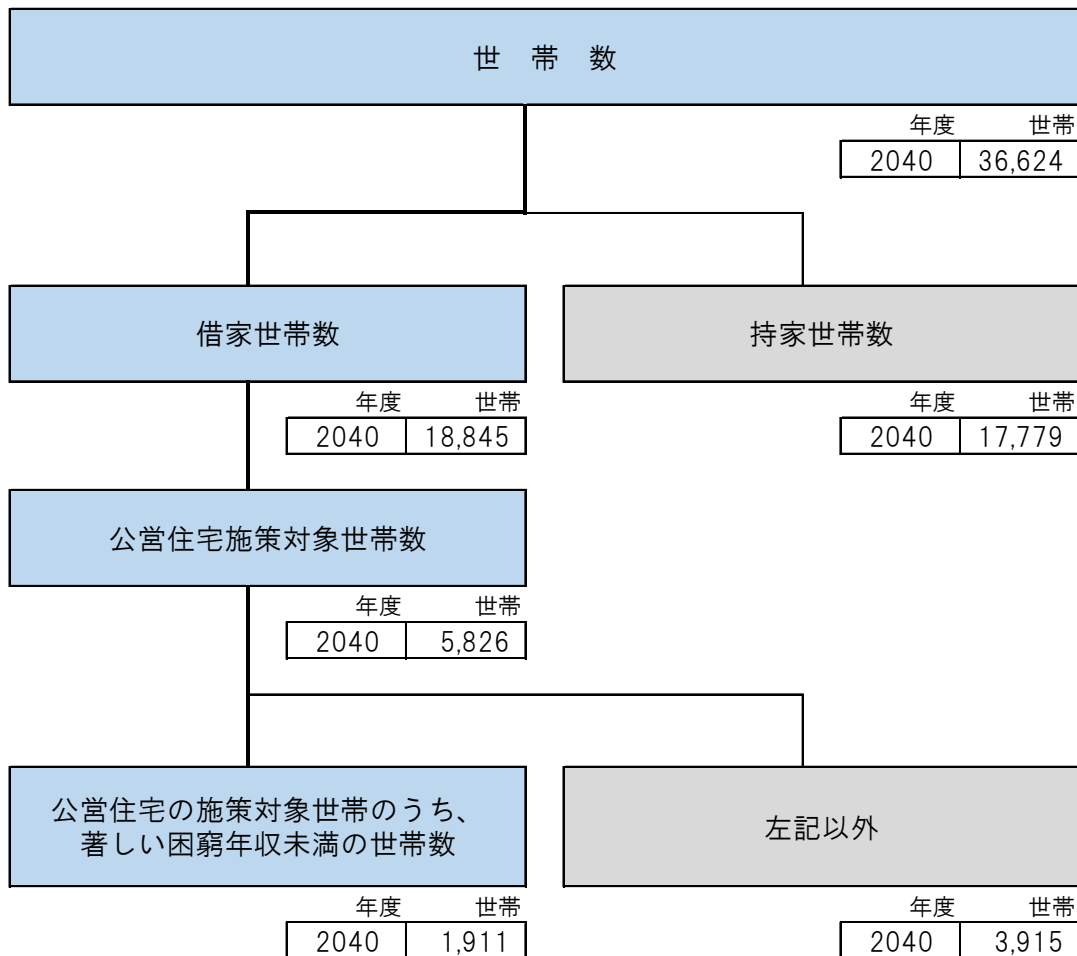 世　帯　数
年度　世帯
2040　36,624
借家世帯数
持家世帯数
年度　世帯
2040　18,845
年度　世帯
2040　17,779
公営住宅施策対象世帯数
年度　世帯
2040　5,826
公営住宅の施策対象世帯のうち、
著しい困窮年収未満の世帯数
左記以外
年度　世帯
2040　1,911
年度　世帯
2040　3,915